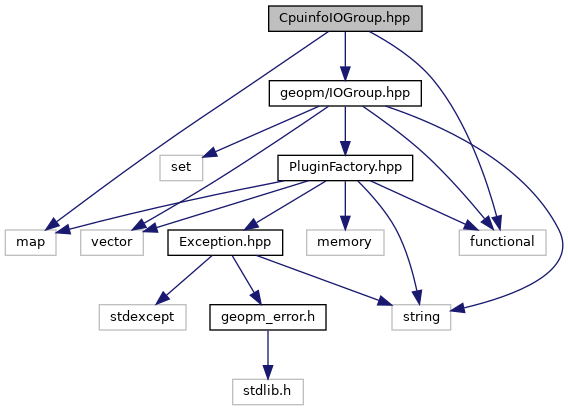 CpuinfoIOGroup.hpp
geopm/IOGroup.hpp
set
PluginFactory.hpp
map
vector
Exception.hpp
memory
functional
stdexcept
geopm_error.h
string
stdlib.h